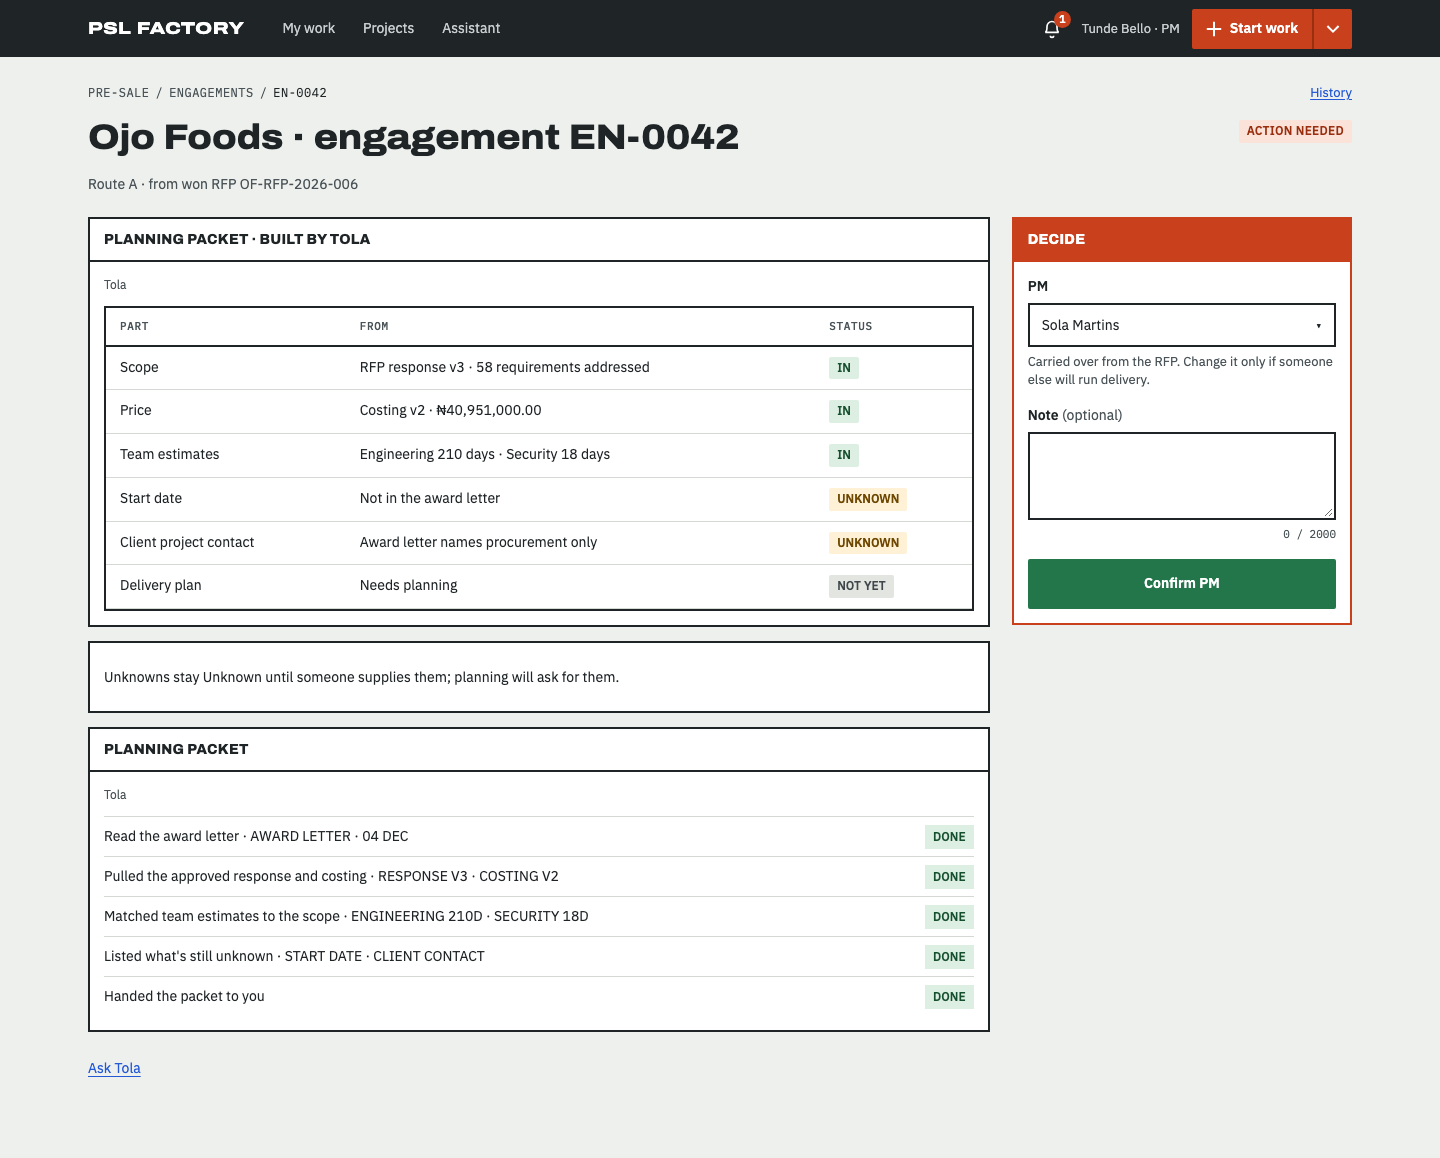 PSL FACTORY
My work
Projects
Assistant
1
Tunde Bello · PM
Start work
PRE-SALE / ENGAGEMENTS / EN-0042
History
Ojo Foods · engagement EN-0042
ACTION NEEDED
Route A · from won RFP OF-RFP-2026-006
PLANNING PACKET · BUILT BY TOLA
Tola
PART FROM STATUS
Scope RFP response v3 · 58 requirements addressed IN
Price Costing v2 · ₦40,951,000.00 IN
Team estimates Engineering 210 days · Security 18 days IN
Start date Not in the award letter UNKNOWN
Client project contact Award letter names procurement only UNKNOWN
Delivery plan Needs planning NOT YET
Unknowns stay Unknown until someone supplies them; planning will ask for them.
PLANNING PACKET
Tola
Read the award letter · AWARD LETTER · 04 DEC DONE
Pulled the approved response and costing · RESPONSE V3 · COSTING V2 DONE
Matched team estimates to the scope · ENGINEERING 210D · SECURITY 18D DONE
Listed what's still unknown · START DATE · CLIENT CONTACT DONE
Handed the packet to you DONE
Ask Tola
DECIDE
PM
Sola Martins
Carried over from the RFP. Change it only if someone
else will run delivery.
Note (optional)
0 / 2000
Confirm PM